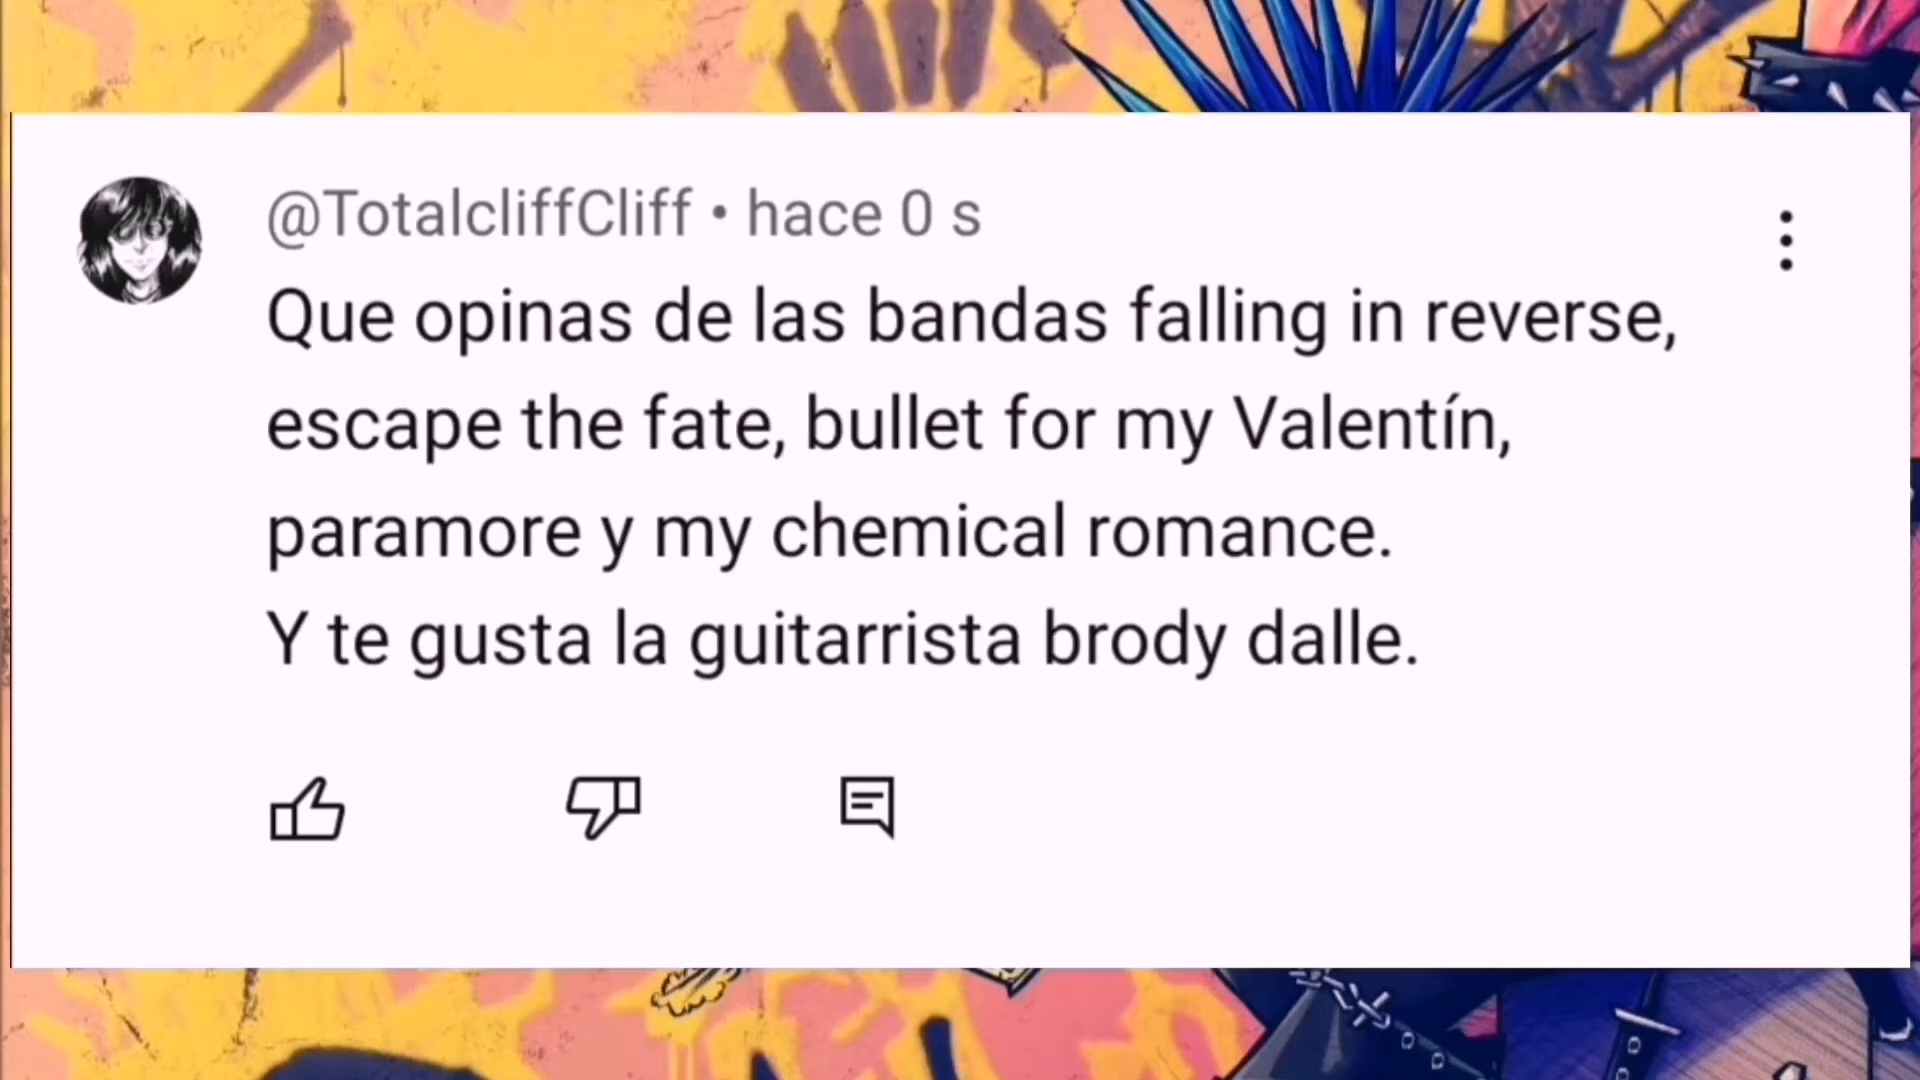 @TotalcliffCliff • hace 0 s
Que opinas de las bandas falling in reverse,
escape the fate, bullet for my Valentín,
paramore y my chemical romance.
Y te gusta la guitarrista brody dalle.